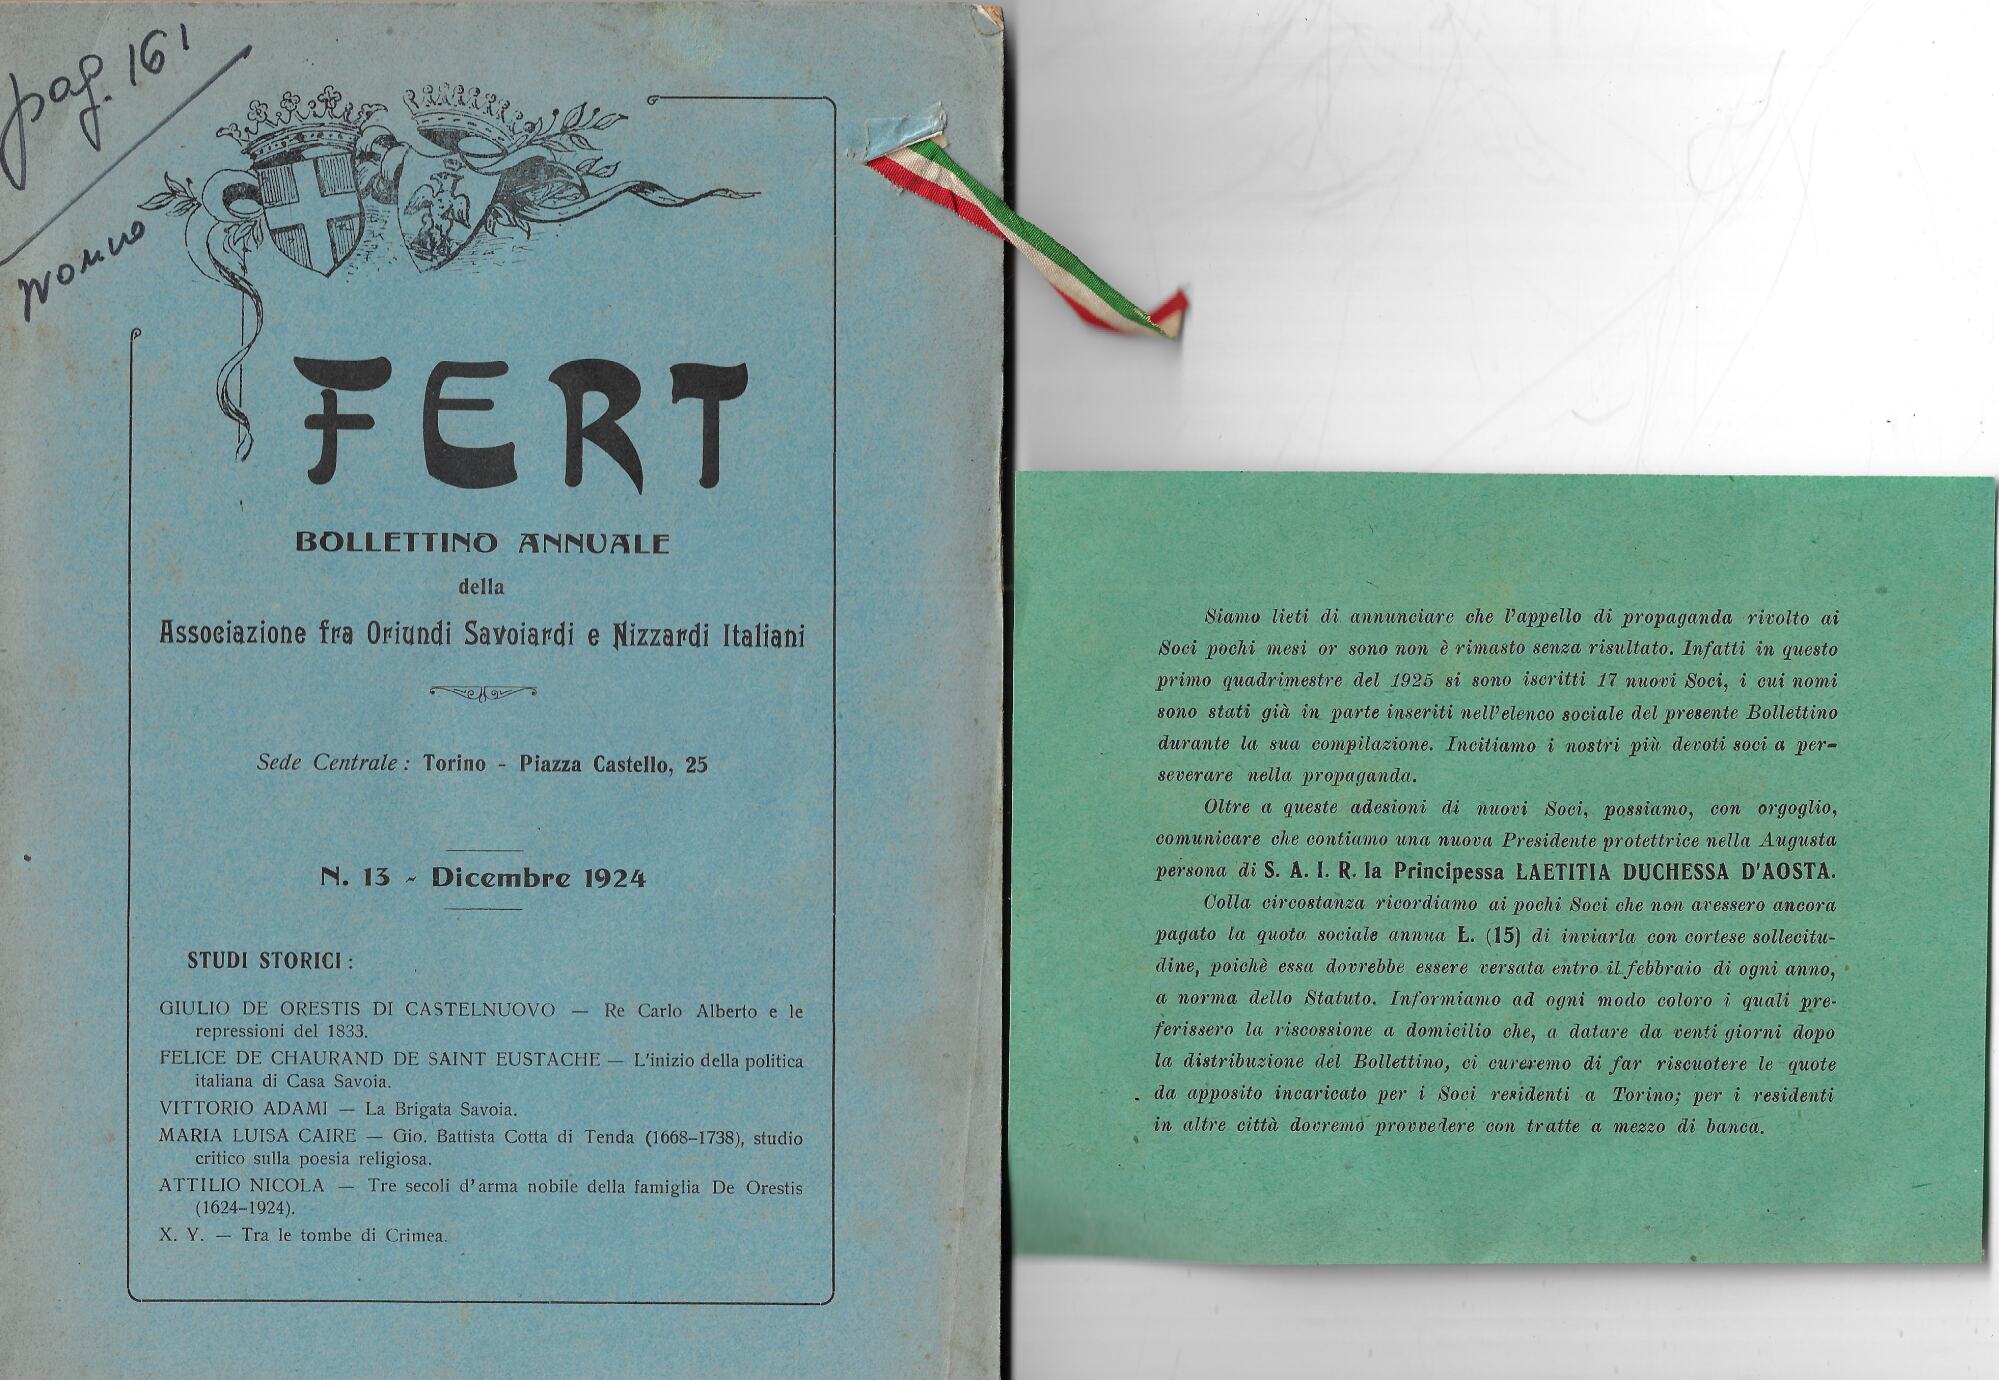 pag. 161
nonno
FERT
BOLLETTINO ANNUALE
della
Associazione fra Oriundi Savoiardi e Nizzardi Italiani
Sede Centrale : Torino - Piazza Castello, 25
N. 13 - Dicembre 1924
STUDI STORICI :
GIULIO DE ORESTIS DI CASTELNUOVO — Re Carlo Alberto e le
repressioni del 1833.
FELICE DE CHAURAND DE SAINT EUSTACHE — L'inizio della politica
italiana di Casa Savoia.
VITTORIO ADAMI — La Brigata Savoia.
MARIA LUISA CAIRE — Gio. Battista Cotta di Tenda (1668-1738), studio
critico sulla poesia religiosa.
ATTILIO NICOLA — Tre secoli d'arma nobile della famiglia De Orestis
(1624-1924).
X. Y. — Tra le tombe di Crimea.
Siamo lieti di annunciare che l'appello di propaganda rivolto ai
Soci pochi mesi or sono non è rimasto senza risultato. Infatti in questo
primo quadrimestre del 1925 si sono iscritti 17 nuovi Soci, i cui nomi
sono stati già in parte inseriti nell'elenco sociale del presente Bollettino
durante la sua compilazione. Incitiamo i nostri più devoti soci a per-
severare nella propaganda.
Oltre a queste adesioni di nuovi Soci, possiamo, con orgoglio,
comunicare che contiamo una nuova Presidente protettrice nella Augusta
persona di S. A. I. R. la Principessa LAETITIA DUCHESSA D'AOSTA.
Colla circostanza ricordiamo ai pochi Soci che non avessero ancora
pagato la quota sociale annua Ł. (15) di inviarla con cortese sollecitu-
dine, poichè essa dovrebbe essere versata entro il febbraio di ogni anno,
a norma dello Statuto. Informiamo ad ogni modo coloro i quali pre-
ferissero la riscossione a domicilio che, a datare da venti giorni dopo
la distribuzione del Bollettino, ci cureremo di far riscuotere le quote
da apposito incaricato per i Soci residenti a Torino; per i residenti
in altre città dovremo provvedere con tratte a mezzo di banca.